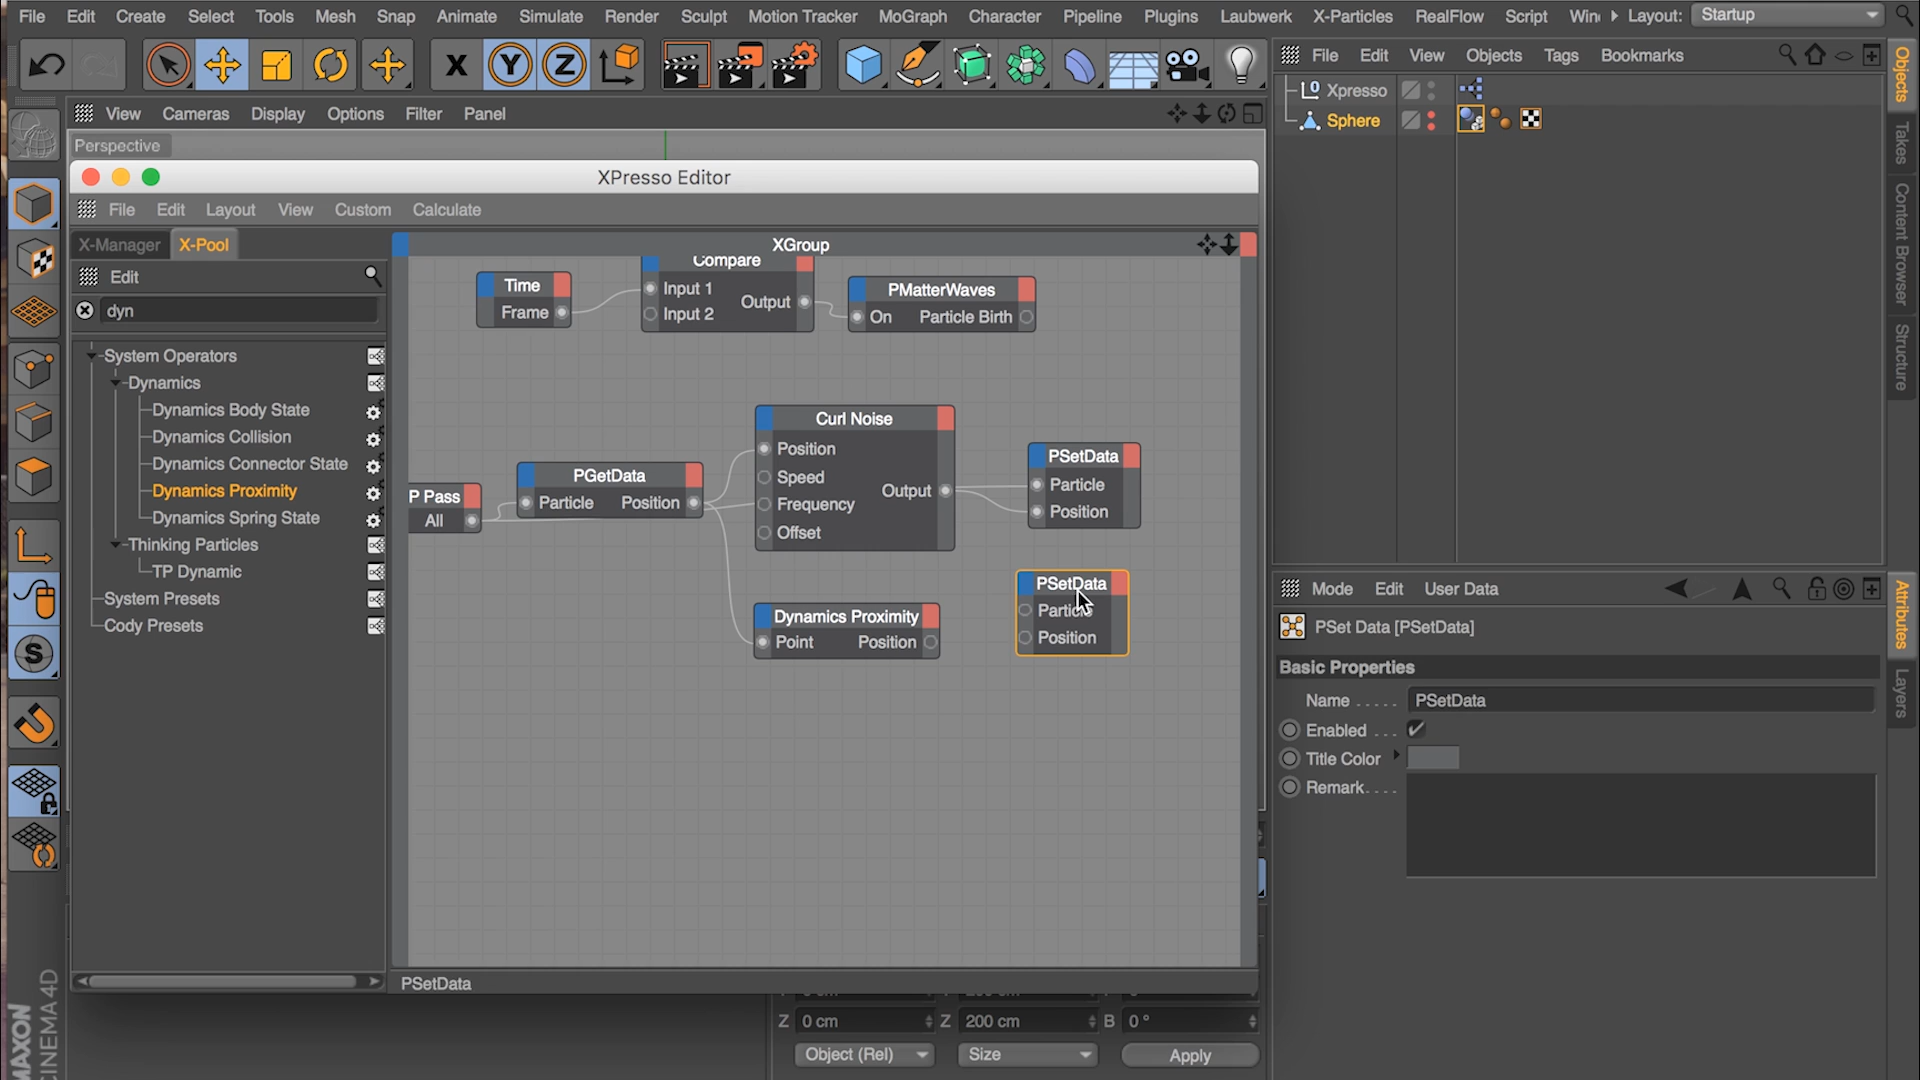 File Edit Create Select Tools Mesh Snap Animate Simulate Render Sculpt Motion Tracker MoGraph Character Pipeline Plugins Laubwerk X-Particles RealFlow Script Layout: Startup
File Edit View Objects Tags Bookmarks
Xpresso
Sphere
Objects
Takes
Content Browser
Structure
X Y Z
View Cameras Display Options Filter Panel
Perspective
XPresso Editor
File Edit Layout View Custom Calculate
X-Manager X-Pool
Edit
dyn
System Operators
Dynamics
Dynamics Body State
Dynamics Collision
Dynamics Connector State
Dynamics Proximity
Dynamics Spring State
Thinking Particles
TP Dynamic
System Presets
Cody Presets
XGroup
Time
Frame
Compare
Input 1
Output
Input 2
PMatterWaves
On Particle Birth
P Pass
All
PGetData
Particle Position
Curl Noise
Position
Speed
Output
Frequency
Offset
PSetData
Particle
Position
Dynamics Proximity
Point Position
PSetData
Particle
Position
PSetData
Z 0 cm Z 200 cm B 0 °
Object (Rel) Size Apply
Mode Edit User Data
PSet Data [PSetData]
Basic Properties
Name . . . . . PSetData
Enabled . . .
Title Color
Remark. . . .
Attributes
Layers
MAXON
CINEMA 4D